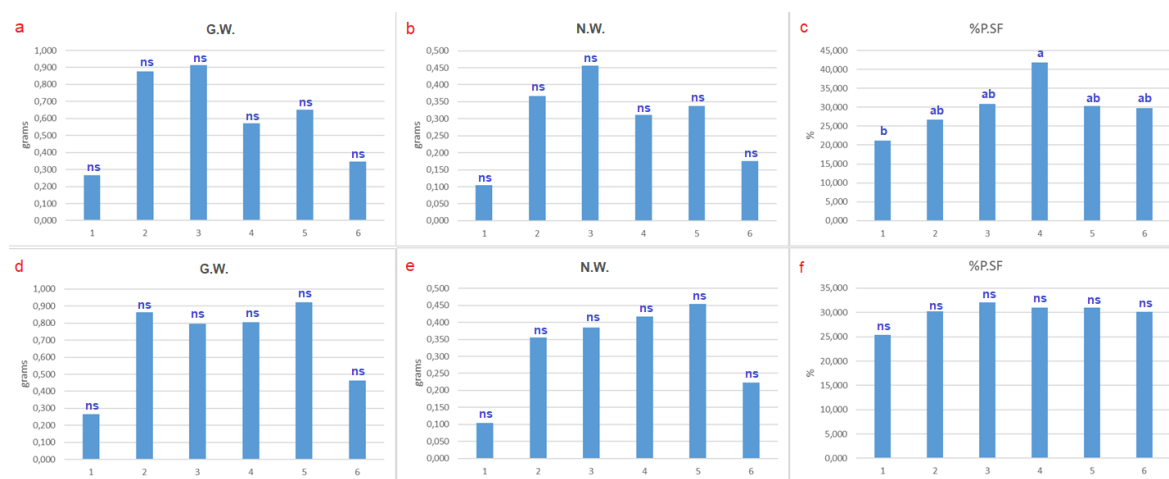 a
G.W.
1,000
0,900
0,800
0,700
0,600
0,500
0,400
0,300
0,200
0,100
0,000
grams
ns
ns
ns
ns
ns
ns
1 2 3 4 5 6
b
N.W.
0,500
0,450
0,400
0,350
0,300
0,250
0,200
0,150
0,100
0,050
0,000
grams
ns
ns
ns
ns
ns
ns
1 2 3 4 5 6
c
%P.SF
45,000
40,000
35,000
30,000
25,000
20,000
15,000
10,000
5,000
0,000
%
b
ab
ab
a
ab
ab
1 2 3 4 5 6
d
G.W.
1,000
0,900
0,800
0,700
0,600
0,500
0,400
0,300
0,200
0,100
0,000
grams
ns
ns
ns
ns
ns
ns
1 2 3 4 5 6
e
N.W.
0,500
0,450
0,400
0,350
0,300
0,250
0,200
0,150
0,100
0,050
0,000
grams
ns
ns
ns
ns
ns
ns
1 2 3 4 5 6
f
%P.SF
35,000
30,000
25,000
20,000
15,000
10,000
5,000
0,000
%
ns
ns
ns
ns
ns
ns
1 2 3 4 5 6